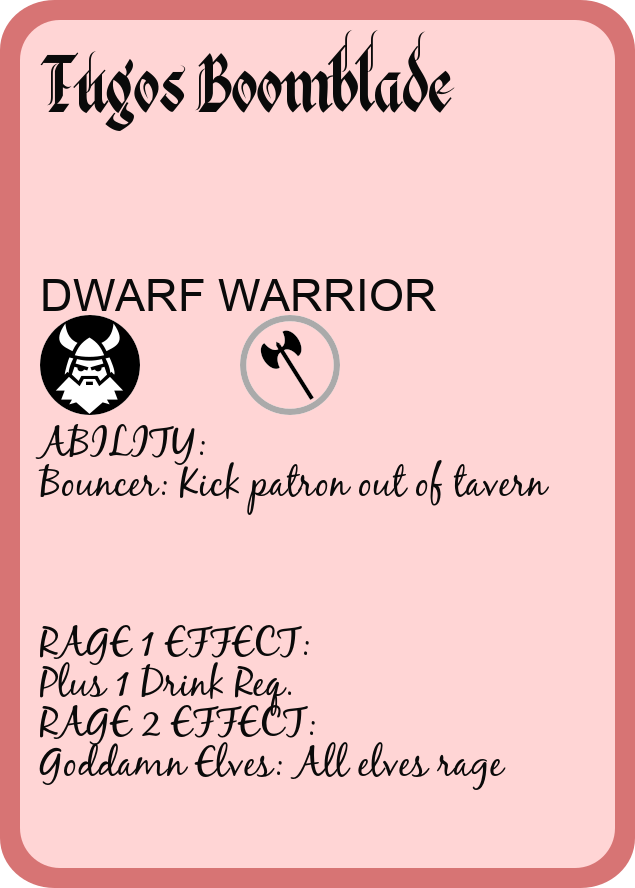 Tugos Boomblade
DWARF WARRIOR
ABILITY:
Bouncer: Kick patron out of tavern
RAGE 1 EFFECT:
Plus 1 Drink Req.
RAGE 2 EFFECT:
Goddamn Elves: All elves rage